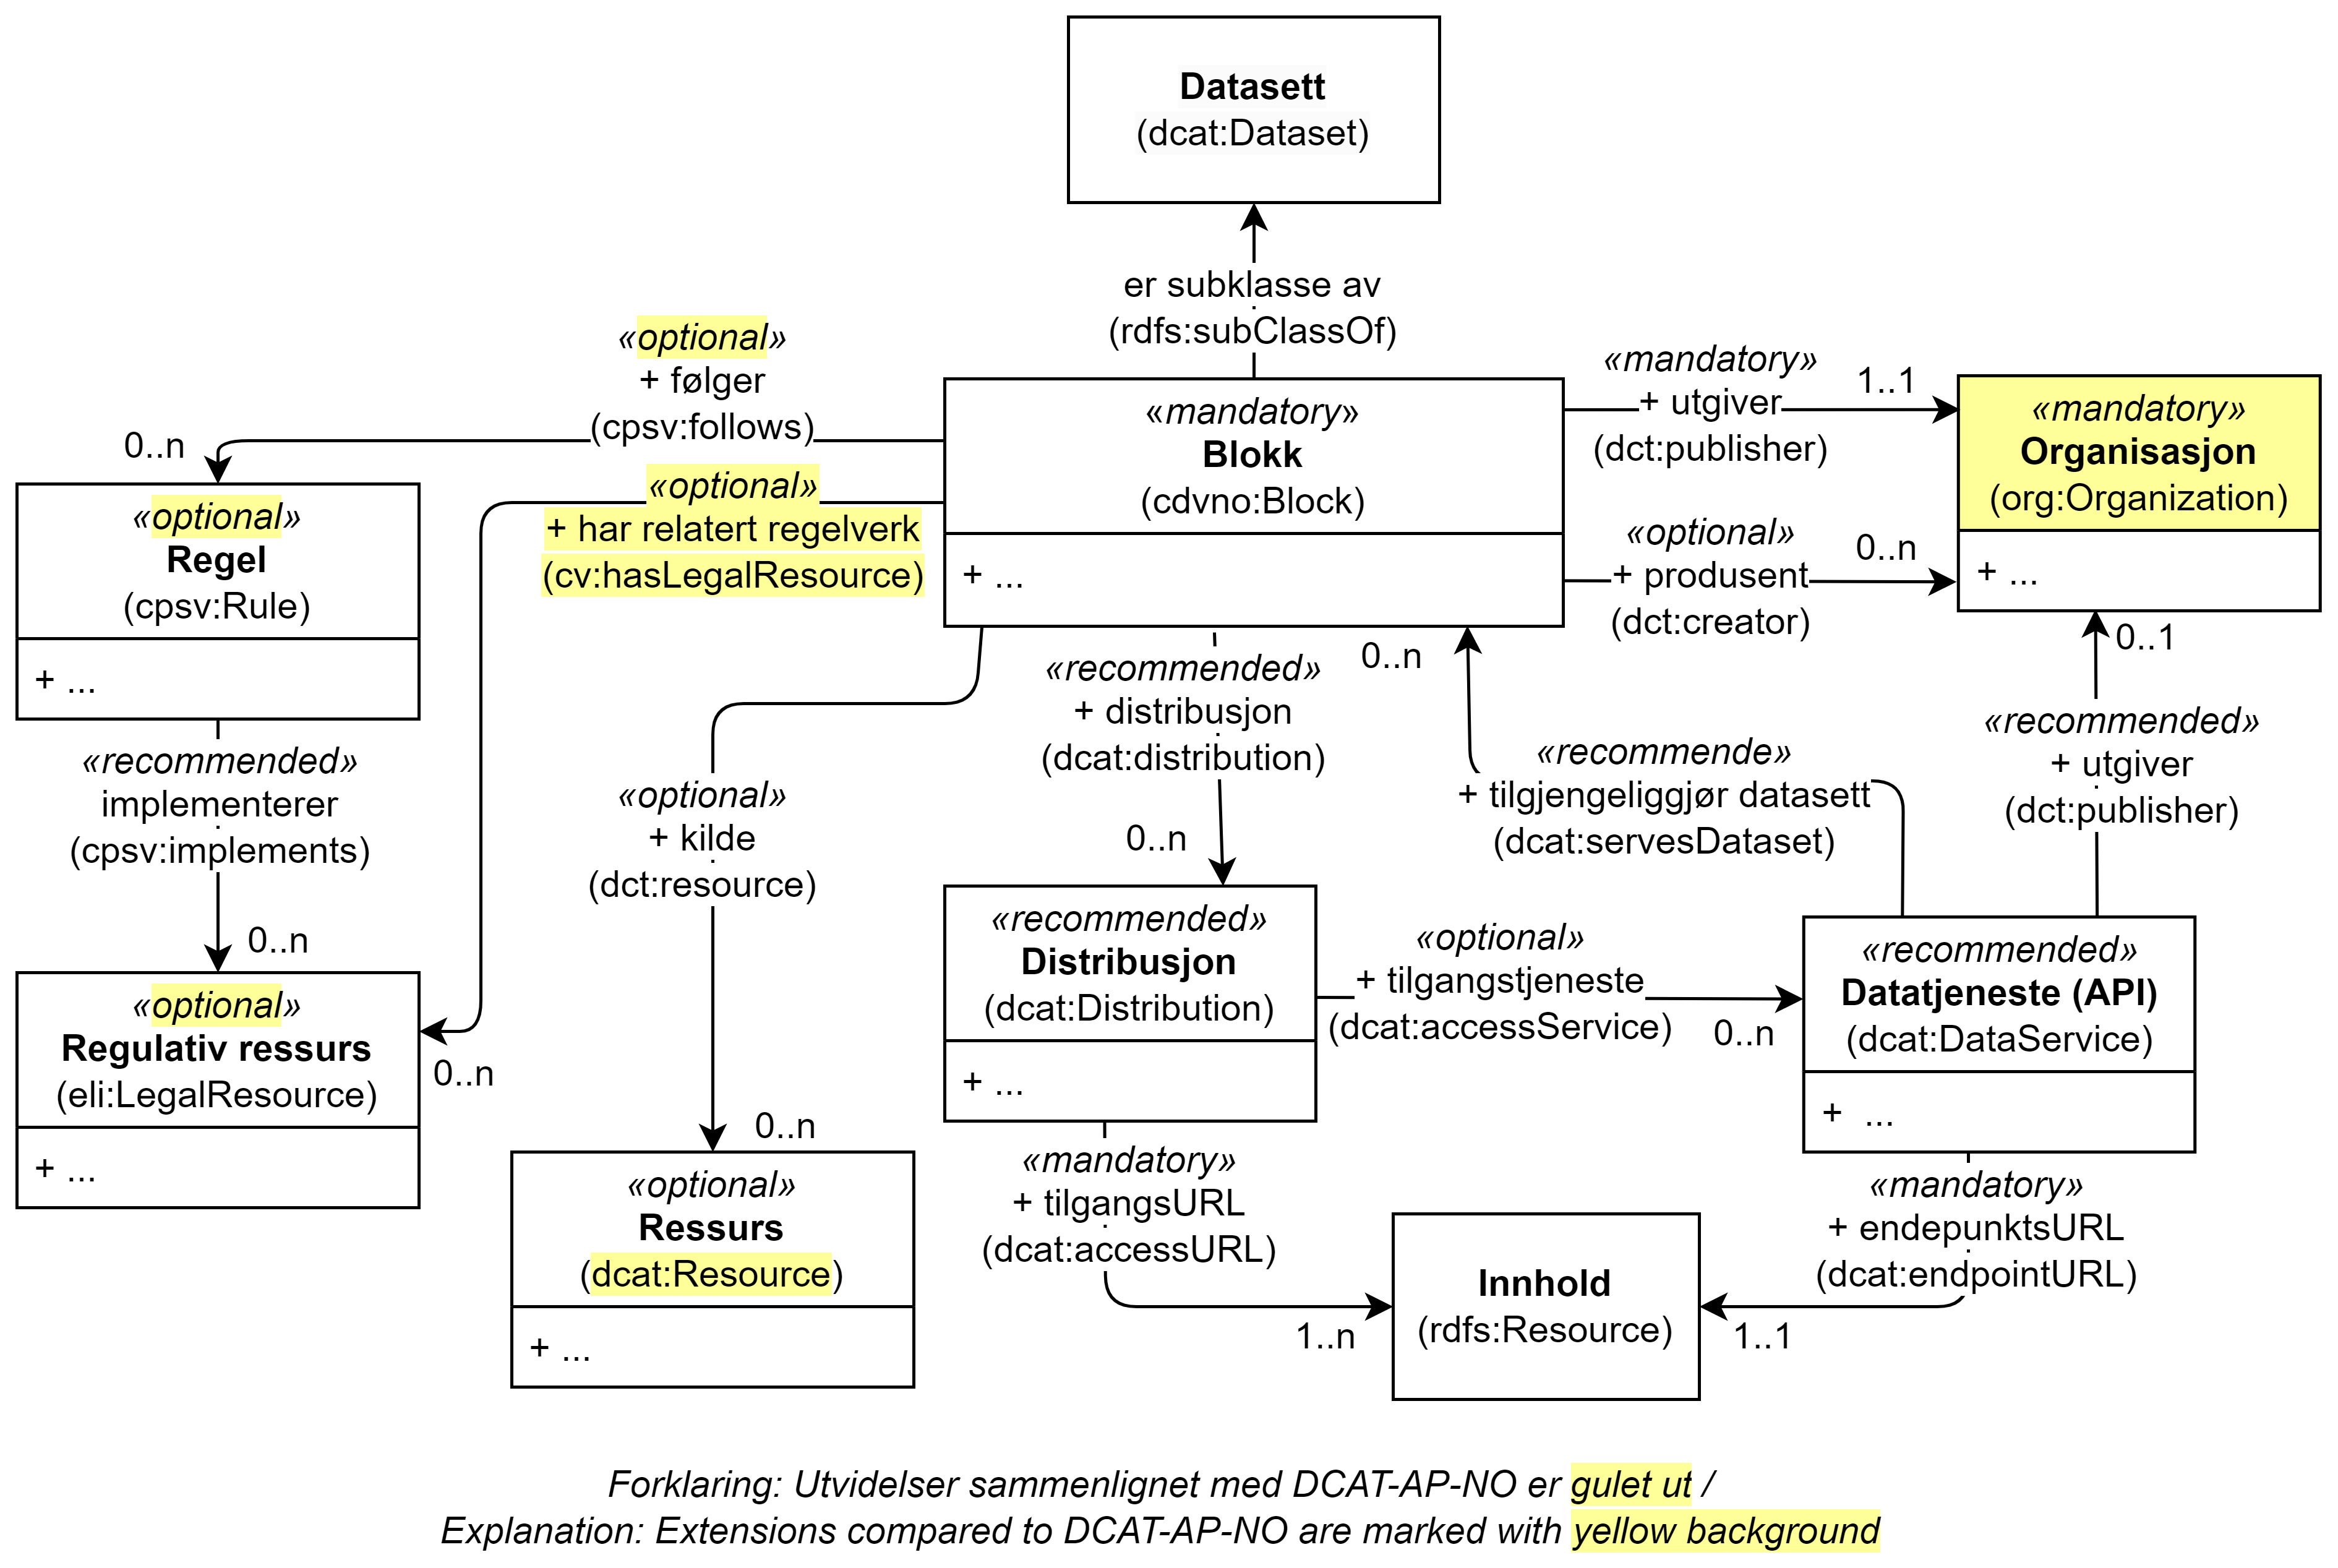 Datasett
(dcat:Dataset)
er subklasse av
(rdfs:subClassOf)
«optional»
+ følger
(cpsv:follows)
0..n
«mandatory»
Blokk
(cdvno:Block)
+ ...
«mandatory»
+ utgiver
(dct:publisher)
1..1
«mandatory»
Organisasjon
(org:Organization)
+ ...
«optional»
+ har relatert regelverk
(cv:hasLegalResource)
0..n
«optional»
+ produsent
(dct:creator)
0..n
«optional»
Regel
(cpsv:Rule)
+ ...
«recommended»
implementerer
(cpsv:implements)
0..n
«optional»
+ kilde
(dct:resource)
0..n
«recommended»
+ distribusjon
(dcat:distribution)
0..n
0..n
«recommende»
+ tilgjengeliggjør datasett
(dcat:servesDataset)
0..1
«recommended»
+ utgiver
(dct:publisher)
«optional»
Regulativ ressurs
(eli:LegalResource)
+ ...
«recommended»
Distribusjon
(dcat:Distribution)
+ ...
«optional»
+ tilgangstjeneste
(dcat:accessService)
0..n
«recommended»
Datatjeneste (API)
(dcat:DataService)
+ ...
«optional»
Ressurs
(dcat:Resource)
+ ...
«mandatory»
+ tilgangsURL
(dcat:accessURL)
1..n
Innhold
(rdfs:Resource)
«mandatory»
+ endepunktsURL
(dcat:endpointURL)
1..1
Forklaring: Utvidelser sammenlignet med DCAT-AP-NO er gulet ut /
Explanation: Extensions compared to DCAT-AP-NO are marked with yellow background